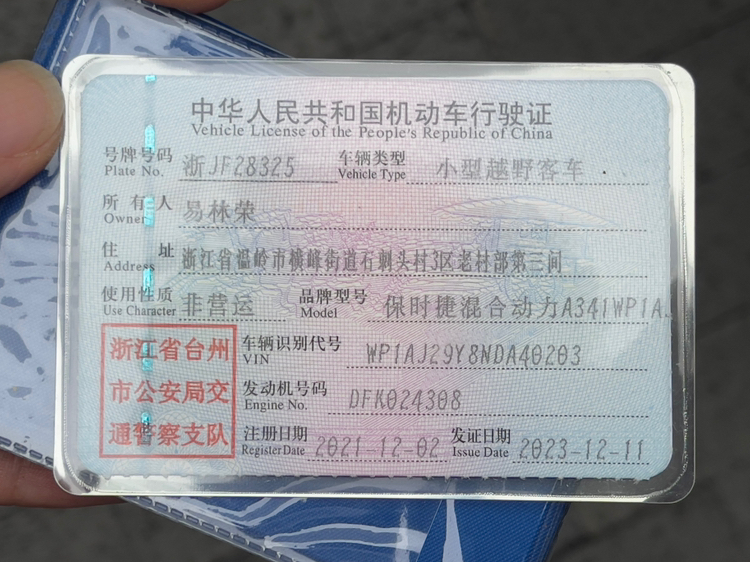 中华人民共和国机动车行驶证
Vehicle License of the People's Republic of China
号牌号码 浙JF28325 车辆类型 小型越野客车
Plate No. Vehicle Type
所有人 易林荣
Owner
住址 浙江省温岭市横峰街道石刺头村3区老村部第三间
Address
使用性质 非营运 品牌型号 保时捷混合动力A341WP1A
Use Character Model
浙江省台州 车辆识别代号 WP1AJ29Y8NDA40203
VIN
市公安局交 发动机号码 DFK024308
Engine No.
通警察支队 注册日期 2021-12-02 发证日期 2023-12-11
Register Date Issue Date